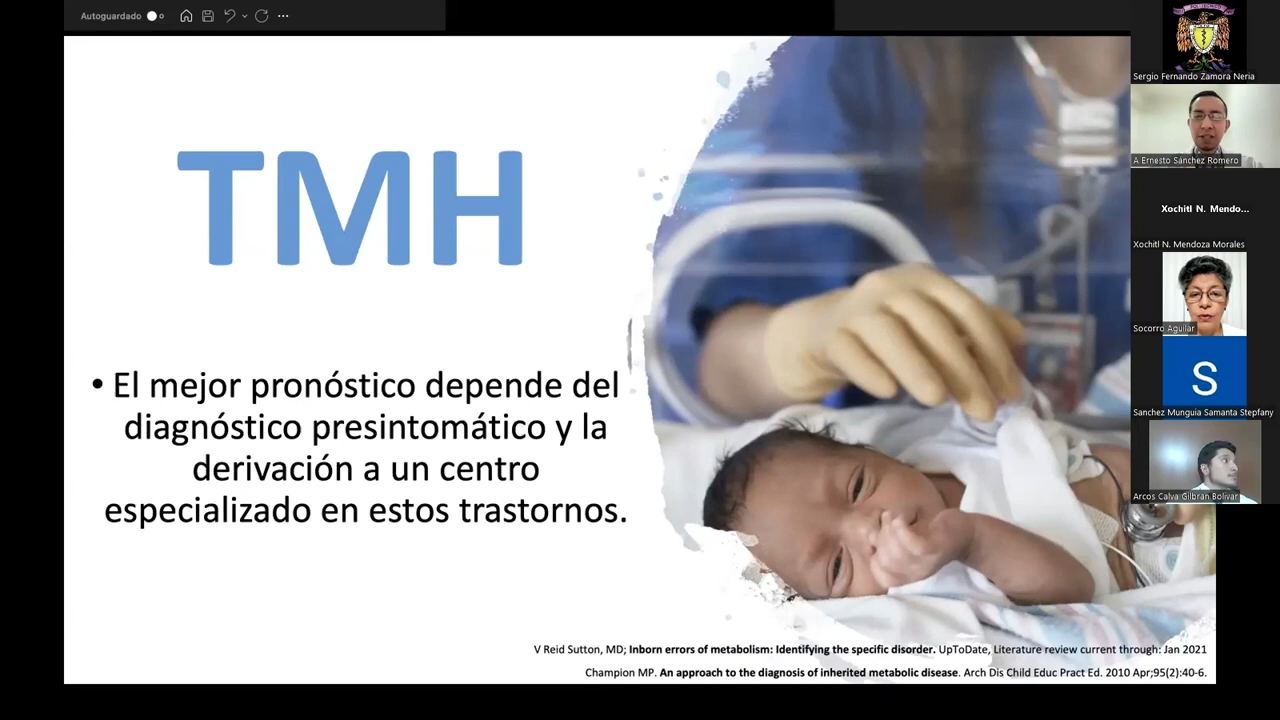 Autoguardado
TMH
• El mejor pronóstico depende del
diagnóstico presintomático y la
derivación a un centro
especializado en estos trastornos.
V Reid Sutton, MD; Inborn errors of metabolism: Identifying the specific disorder. UpToDate, Literature review current through: Jan 2021
Champion MP. An approach to the diagnosis of inherited metabolic disease. Arch Dis Child Educ Pract Ed. 2010 Apr;95(2):40-6.
Sergio Fernando Zamora Neria
A Ernesto Sánchez Romero
Xochitl N. Mendo...
Xochitl N. Mendoza Morales
Socorro Aguilar
S
Sanchez Munguia Samanta Stepfany
Arcos Calva Gilbran Bolivar